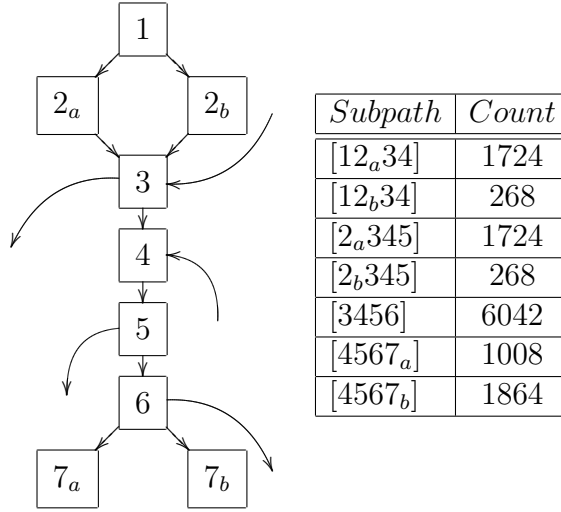 1
2a 2b
3
4
5
6
7a 7b
Subpath Count
[12a34] 1724
[12b34] 268
[2a345] 1724
[2b345] 268
[3456] 6042
[4567a] 1008
[4567b] 1864